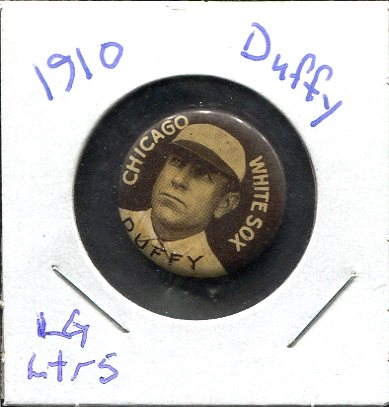 1910
Duffy
CHICAGO
WHITE SOX
DUFFY
LG
Ltrs